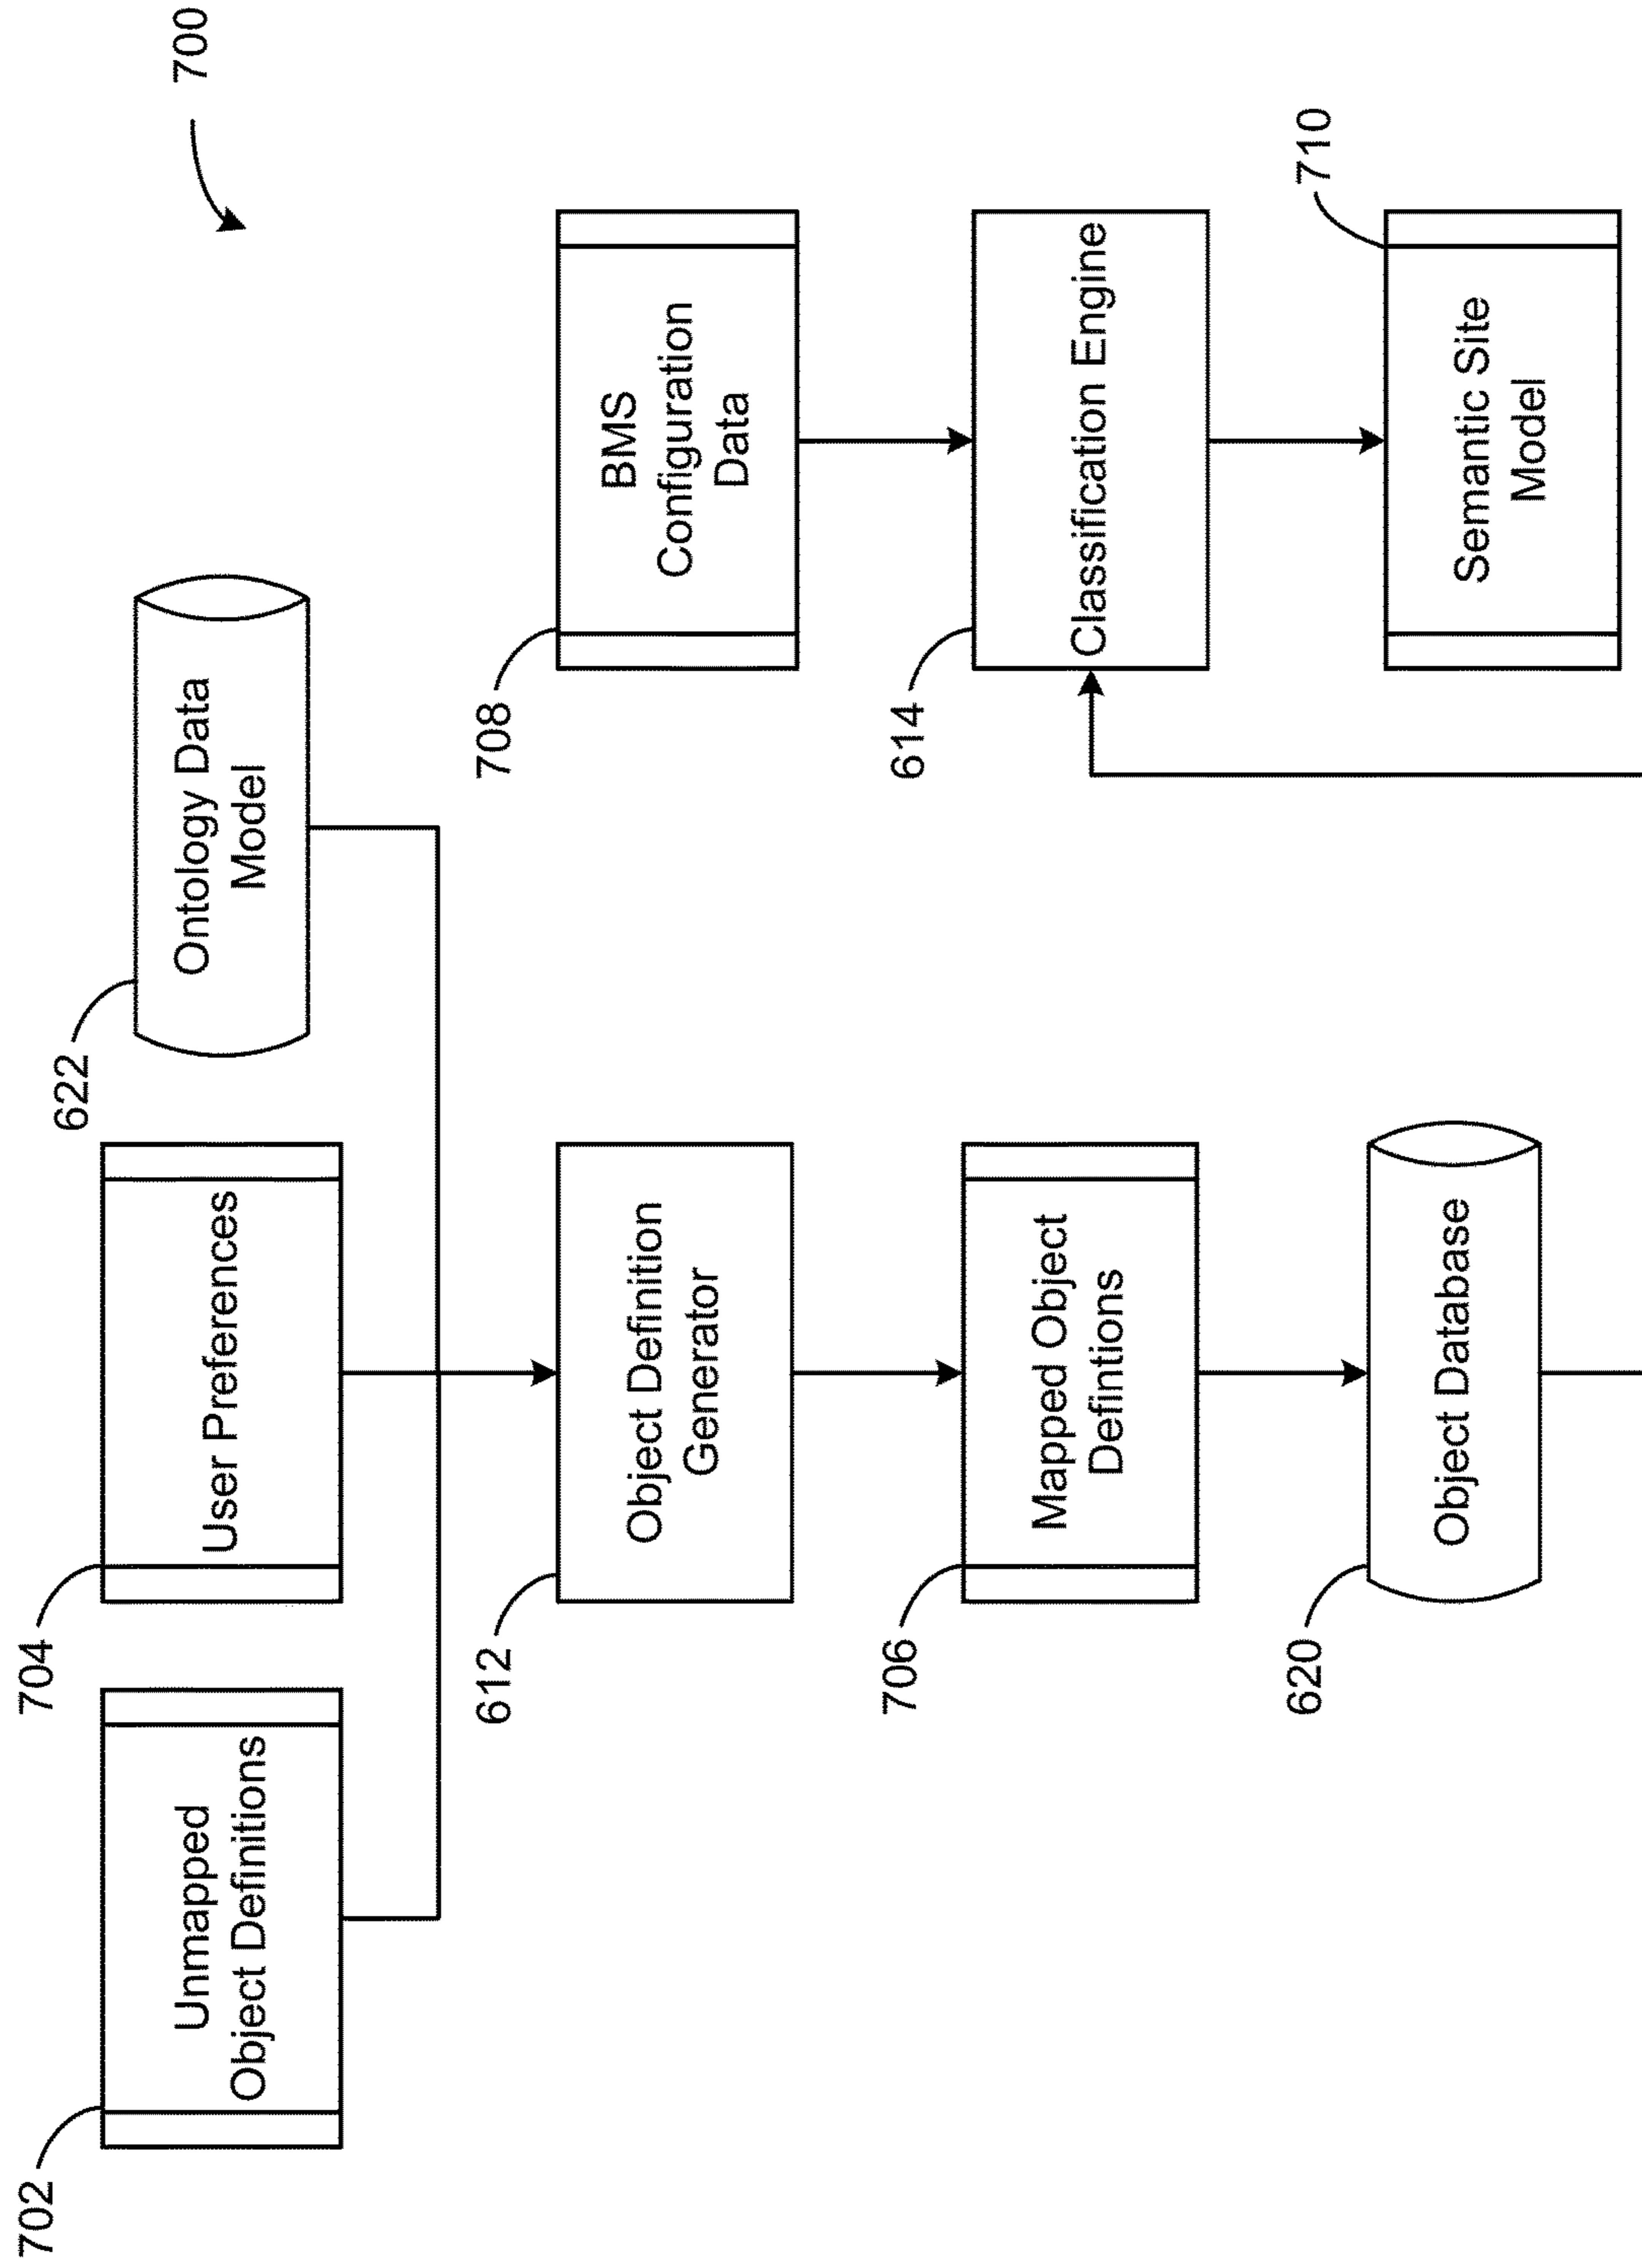 700
702
Unmapped
Object Definitions
704
User Preferences
622
Ontology Data
Model
612
Object Definition
Generator
708
BMS
Configuration
Data
706
Mapped Object
Defintions
614
Classification Engine
620
Object Database
710
Semantic Site
Model